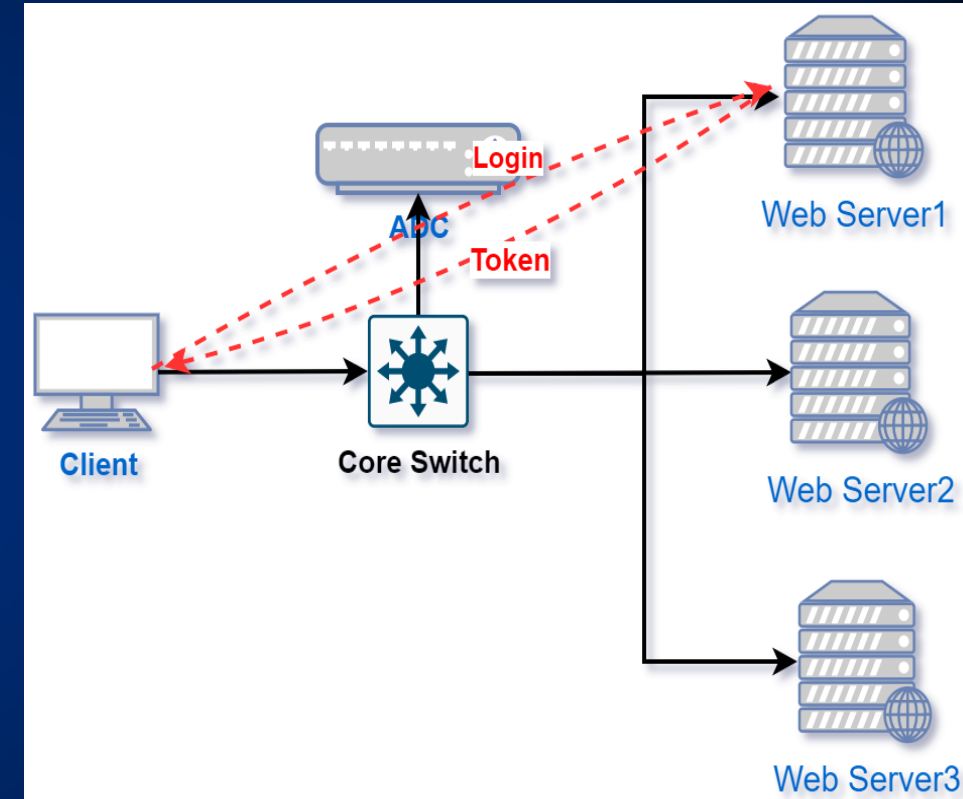 Login
Web Server1
ADC
Token
Client
Core Switch
Web Server2
Web Server3